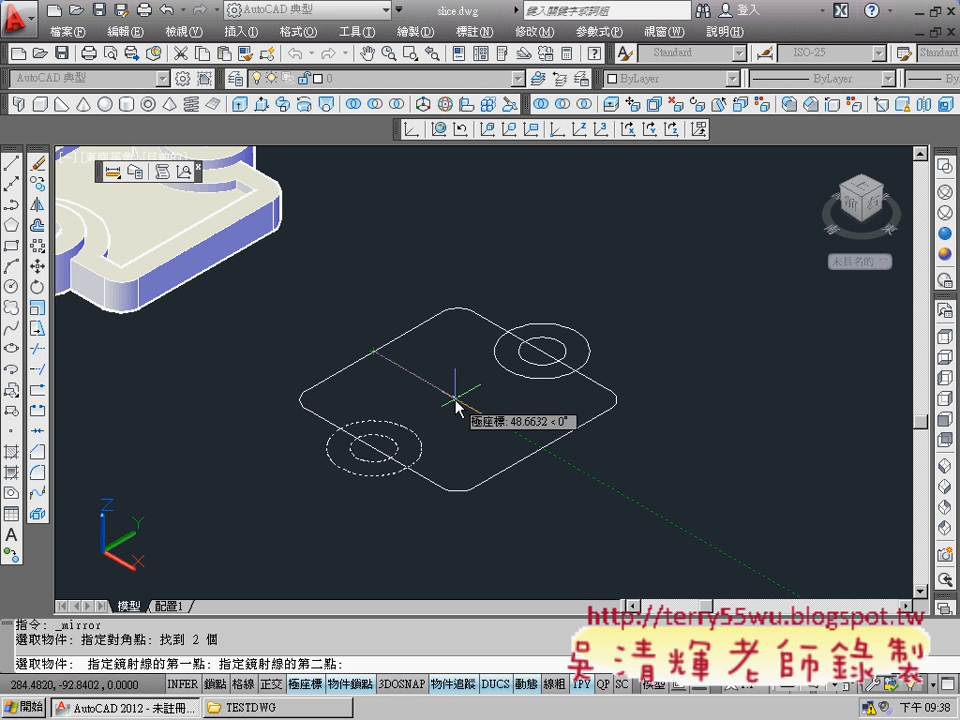 AutoCAD 典型
slice.dwg
鍵入關鍵字或詞組
登入
檔案(F) 編輯(E) 檢視(V) 插入(I) 格式(O) 工具(T) 繪製(D) 標註(N) 修改(M) 參數式(P) 視窗(W) 說明(H)
Standard
ISO-25
Standard
AutoCAD 典型
0
ByLayer
ByLayer
未具名的
極座標: 48.6632 < 0°
Z
Y
X
模型 配置1
指令: _mirror
選取物件: 指定對角點: 找到 2 個
選取物件: 指定鏡射線的第一點: 指定鏡射線的第二點:
http://terry55wu.blogspot.tw
吳清輝老師錄製
284.4820, -92.8402, 0.0000
INFER 鎖點 格線 正交 極座標 物件鎖點 3DOSNAP 物件追蹤 DUCS 動態 線粗 TPY QP SC 模型
開始
AutoCAD 2012 - 未註冊...
TESTDWG
下午 09:38